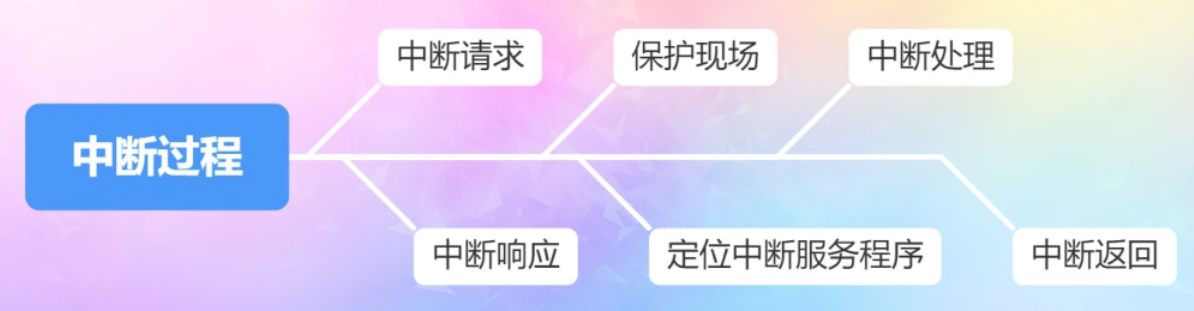 中断过程
中断请求
中断响应
保护现场
定位中断服务程序
中断处理
中断返回